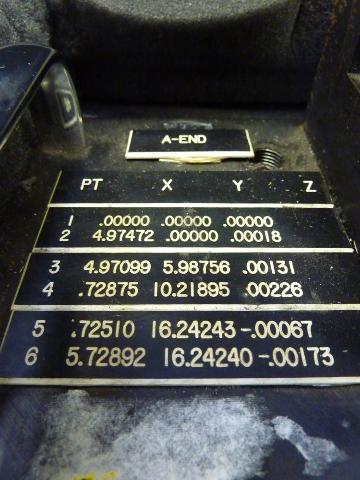 A-END
PT X Y Z
1 .00000 .00000 .00000
2 4.97472 .00000 .00018
3 4.97099 5.98756 .00131
4 .72875 10.21895 .00226
5 .72510 16.24243 -.00067
6 5.72892 16.24240 -.00173